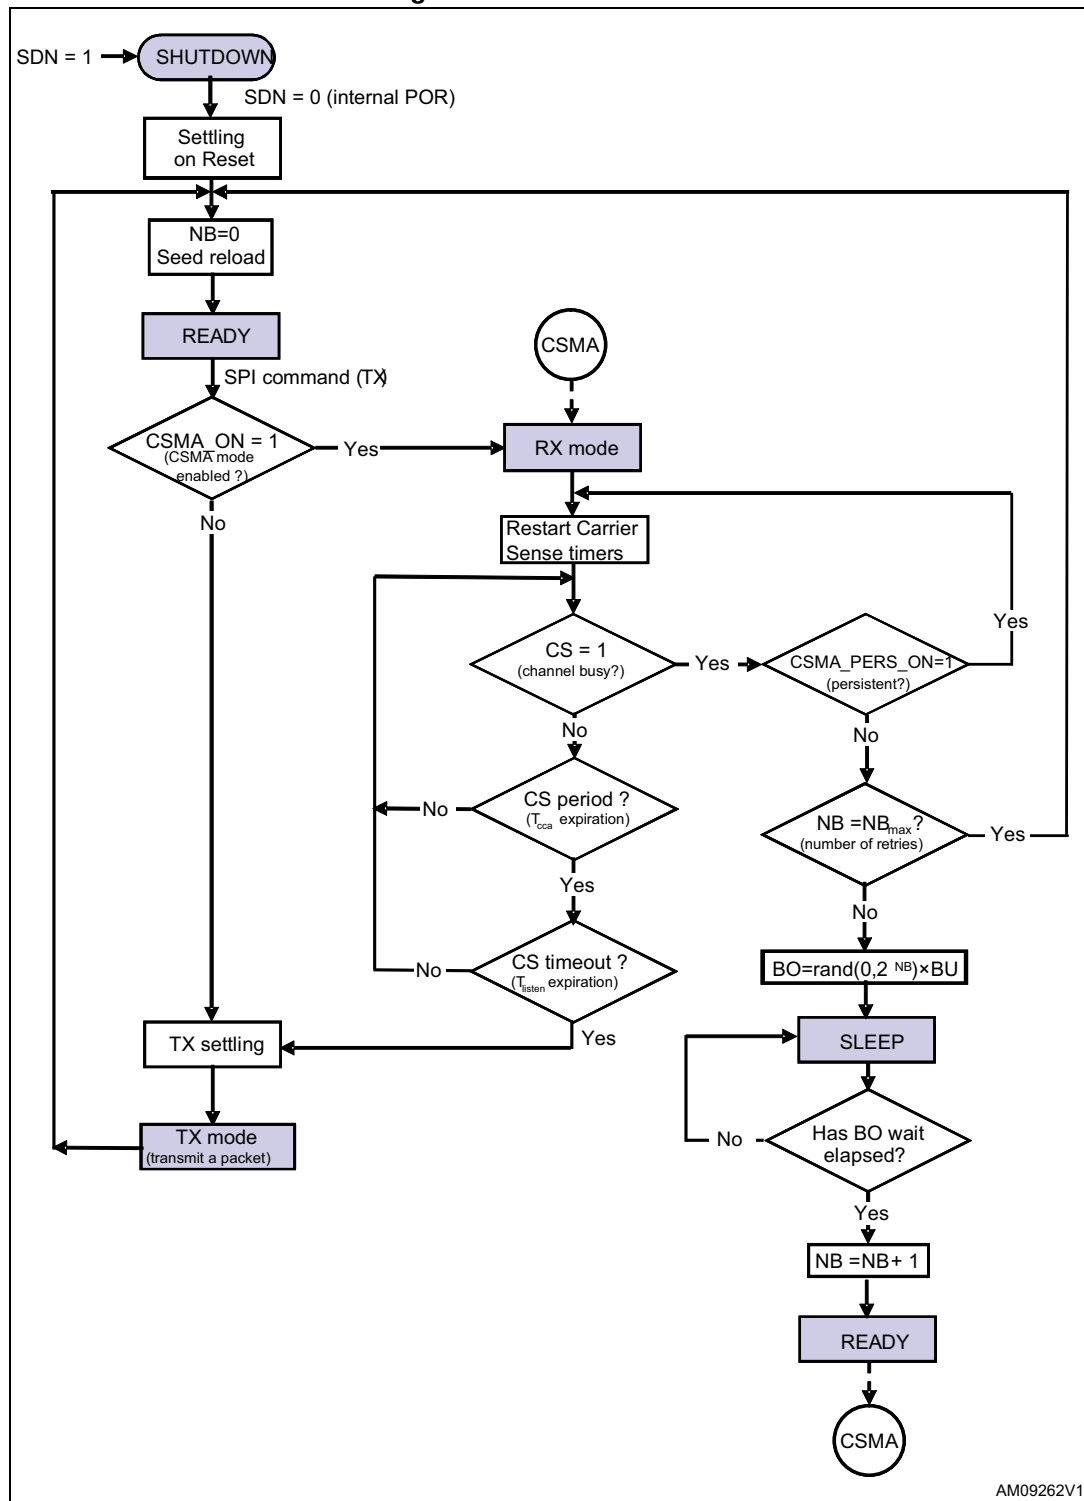 SDN = 1
SHUTDOWN
SDN = 0 (internal POR)
Settling
on Reset
NB=0
Seed reload
READY
SPI command (TX)
CSMA_ON = 1
(CSMA mode
enabled ?)
Yes
No
CSMA
RX mode
Restart Carrier
Sense timers
CS = 1
(channel busy?)
Yes
No
CSMA_PERS_ON=1
(persistent?)
Yes
No
CS period ?
(Tcca expiration)
No
Yes
NB =NBmax?
(number of retries)
Yes
No
CS timeout ?
(Tlisten expiration)
No
Yes
BO=rand(0,2 NB)×BU
SLEEP
TX settling
TX mode
(transmit a packet)
Has BO wait
elapsed?
No
Yes
NB =NB+ 1
READY
CSMA
AM09262V1